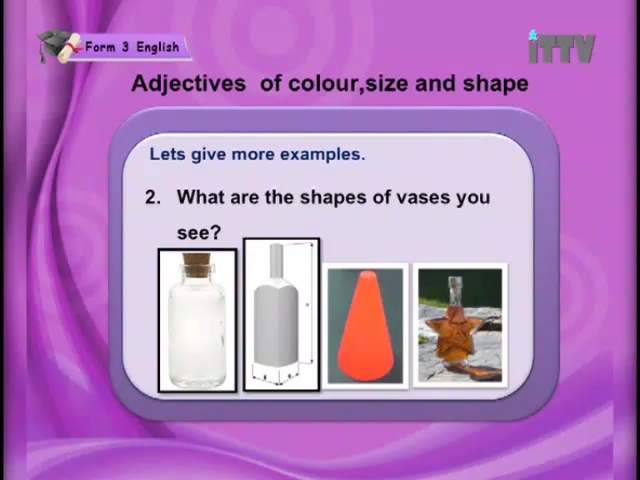 Form 3 English
iTTV
Adjectives of colour,size and shape
Lets give more examples.
2. What are the shapes of vases you
see?